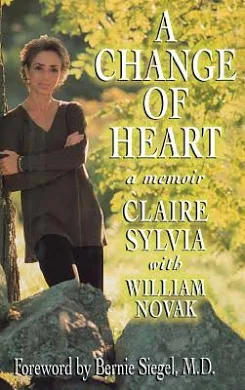 A
CHANGE
OF
HEART
a memoir
CLAIRE
SYLVIA
with
WILLIAM
NOVAK
Foreword by Bernie Siegel, M.D.